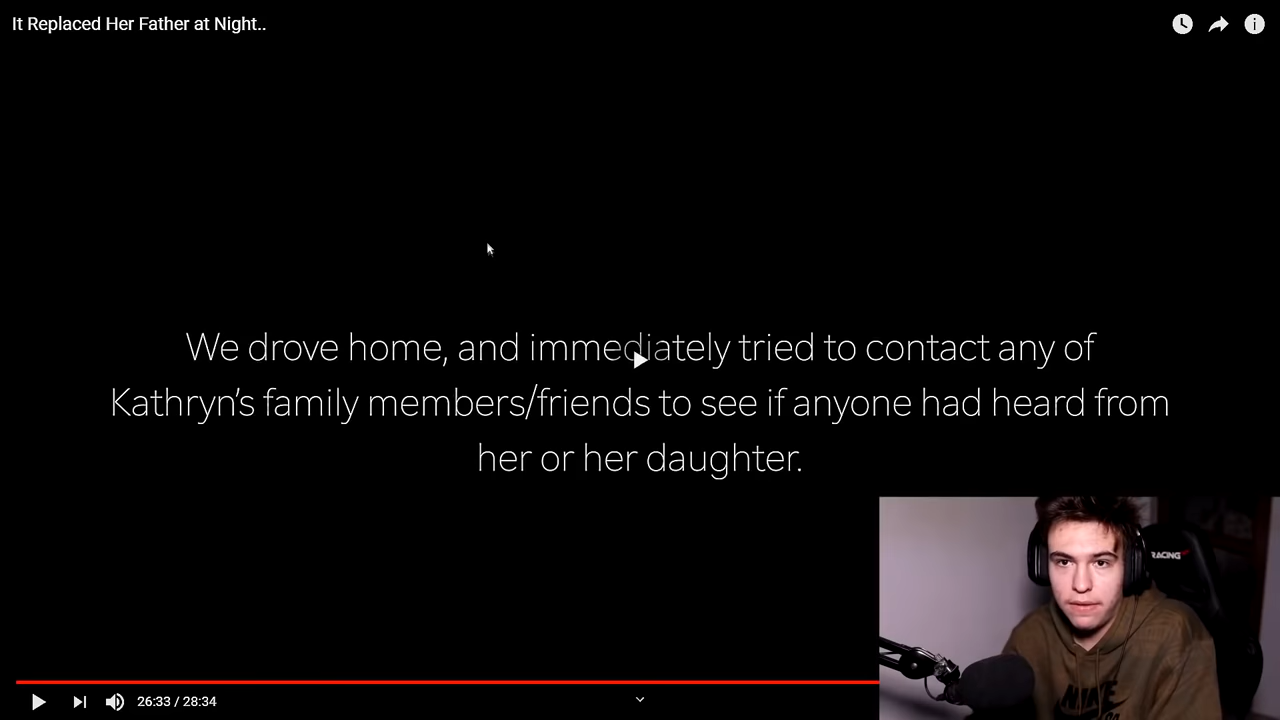 It Replaced Her Father at Night..
We drove home, and immediately tried to contact any of
Kathryn's family members/friends to see if anyone had heard from
her or her daughter.
RACING
NIKE
26:33 / 28:34